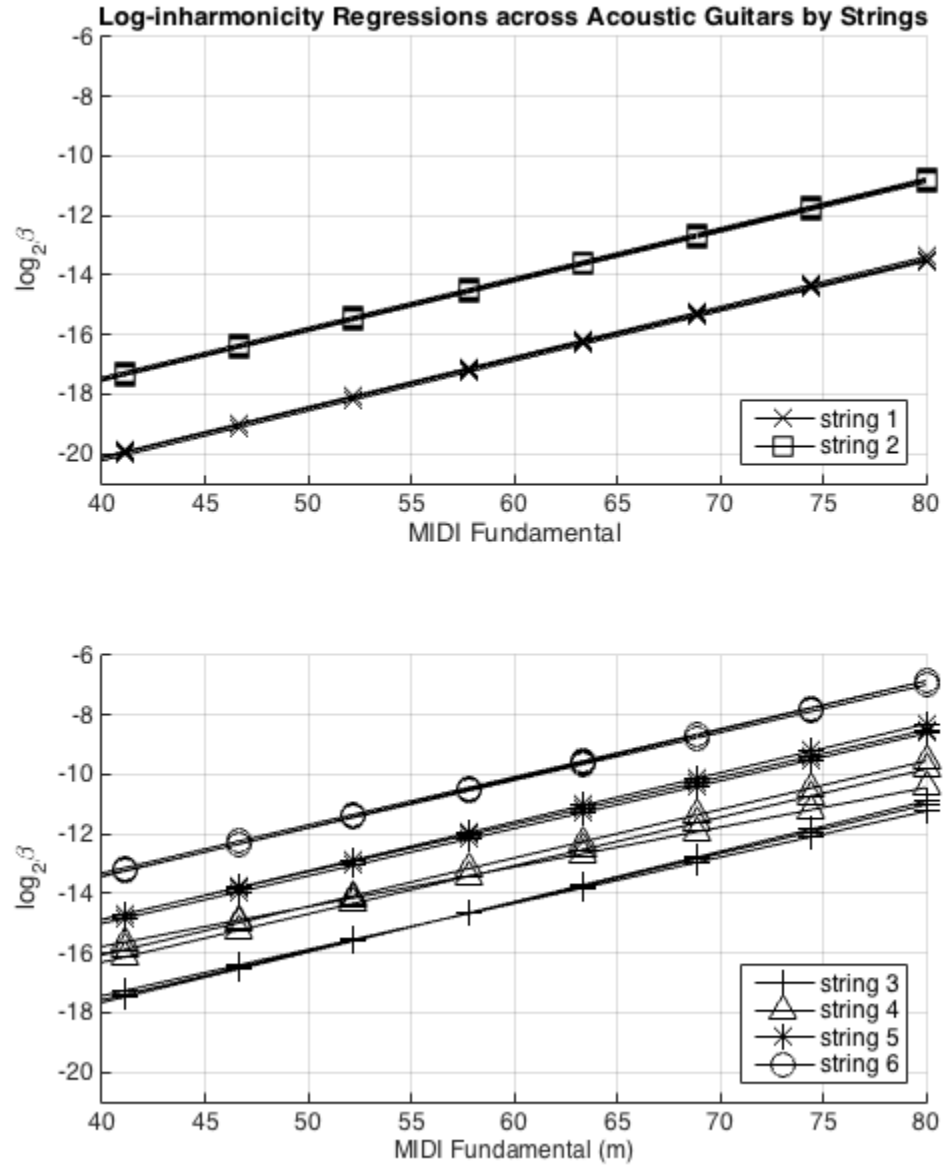 Log-inharmonicity Regressions across Acoustic Guitars by Strings
-6
-8
-10
-12
-14
-16
-18
-20
log₂β
40 45 50 55 60 65 70 75 80
MIDI Fundamental
string 1
string 2
-6
-8
-10
-12
-14
-16
-18
-20
log₂β
40 45 50 55 60 65 70 75 80
MIDI Fundamental (m)
string 3
string 4
string 5
string 6